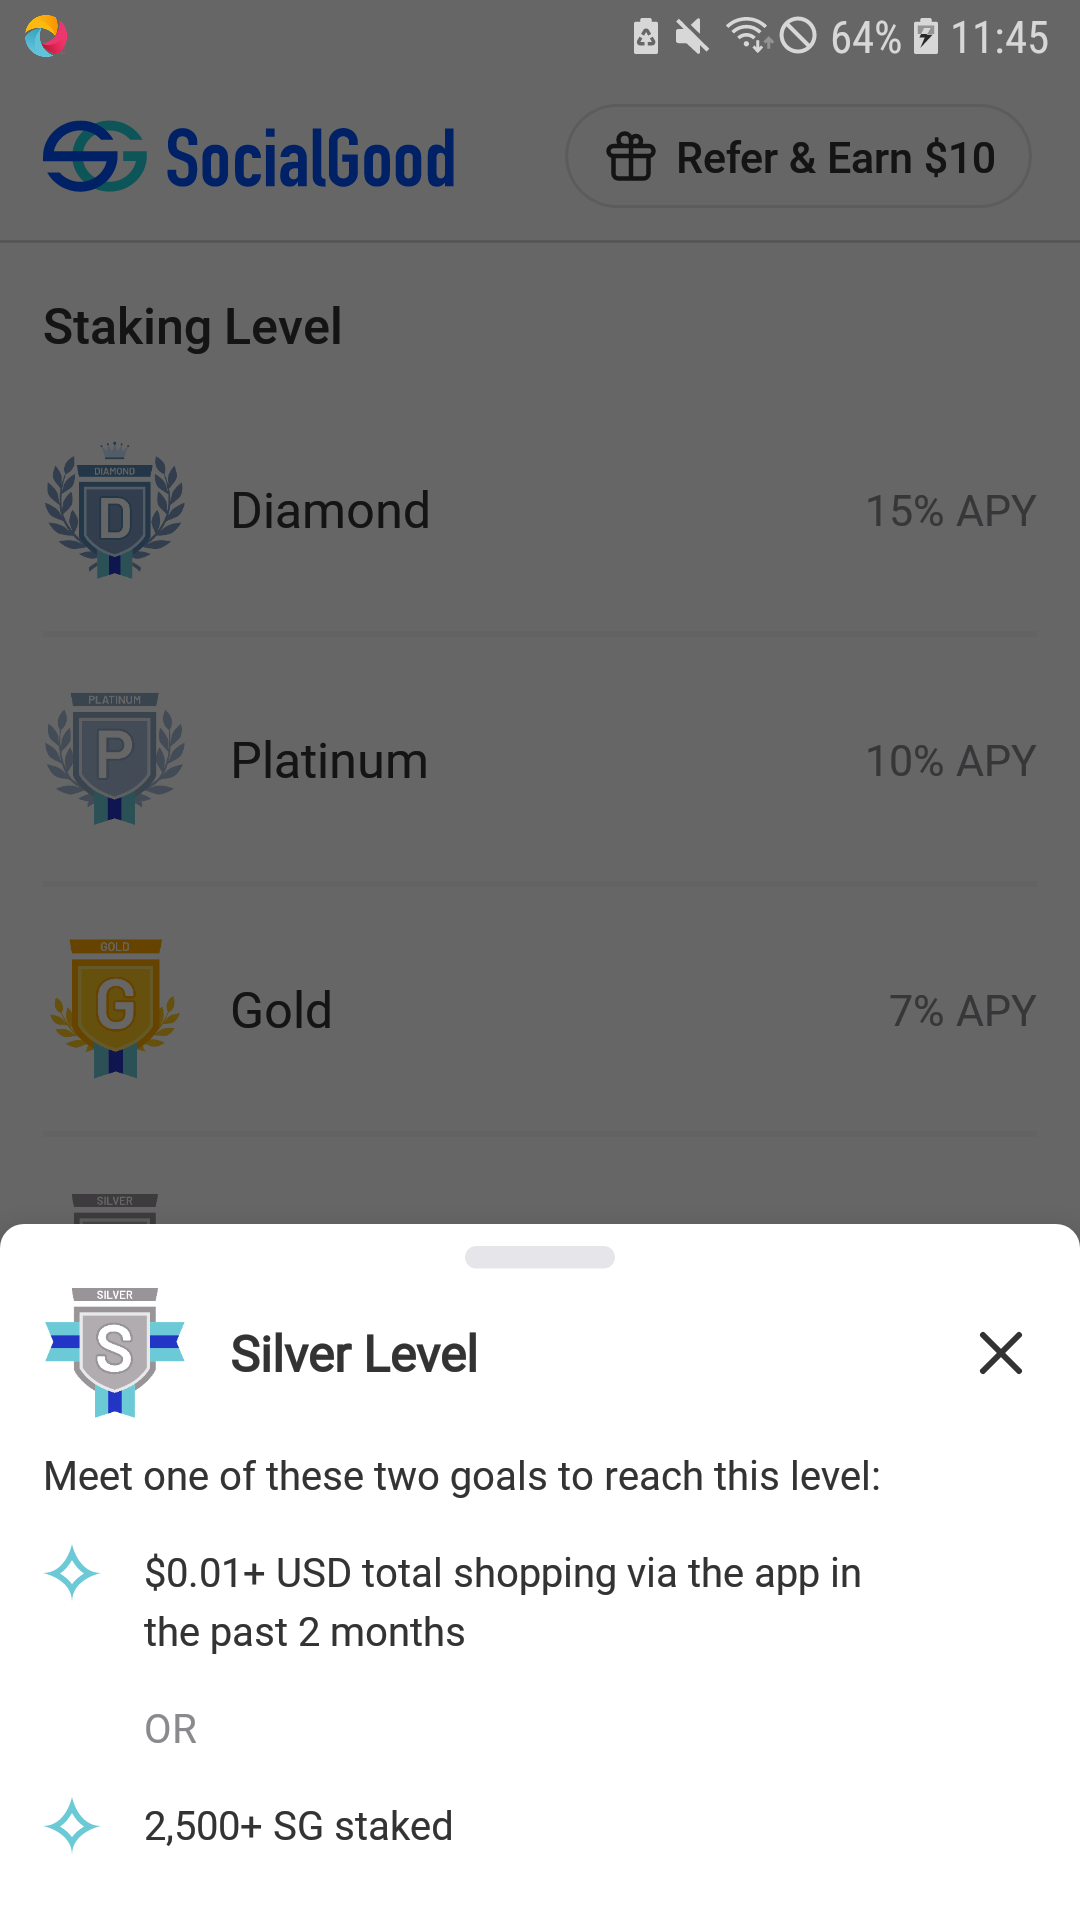 64% 11:45
SG SocialGood
Refer & Earn $10
Staking Level
DIAMOND
D
Diamond
15% APY
PLATINUM
P
Platinum
10% APY
GOLD
G
Gold
7% APY
SILVER
SILVER
S
Silver Level
Meet one of these two goals to reach this level:
$0.01+ USD total shopping via the app in
the past 2 months
OR
2,500+ SG staked